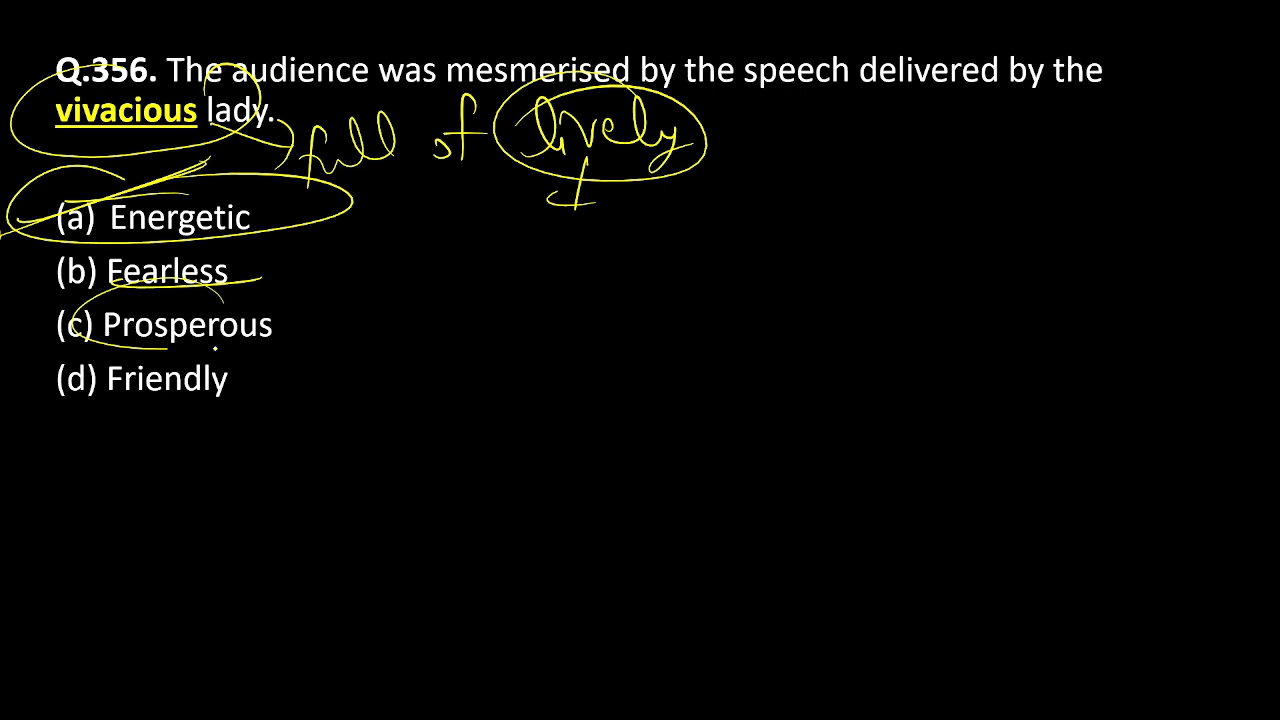 Q.356. The audience was mesmerised by the speech delivered by the
vivacious lady.
full of lively
(a) Energetic
(b) Fearless
(c) Prosperous
(d) Friendly